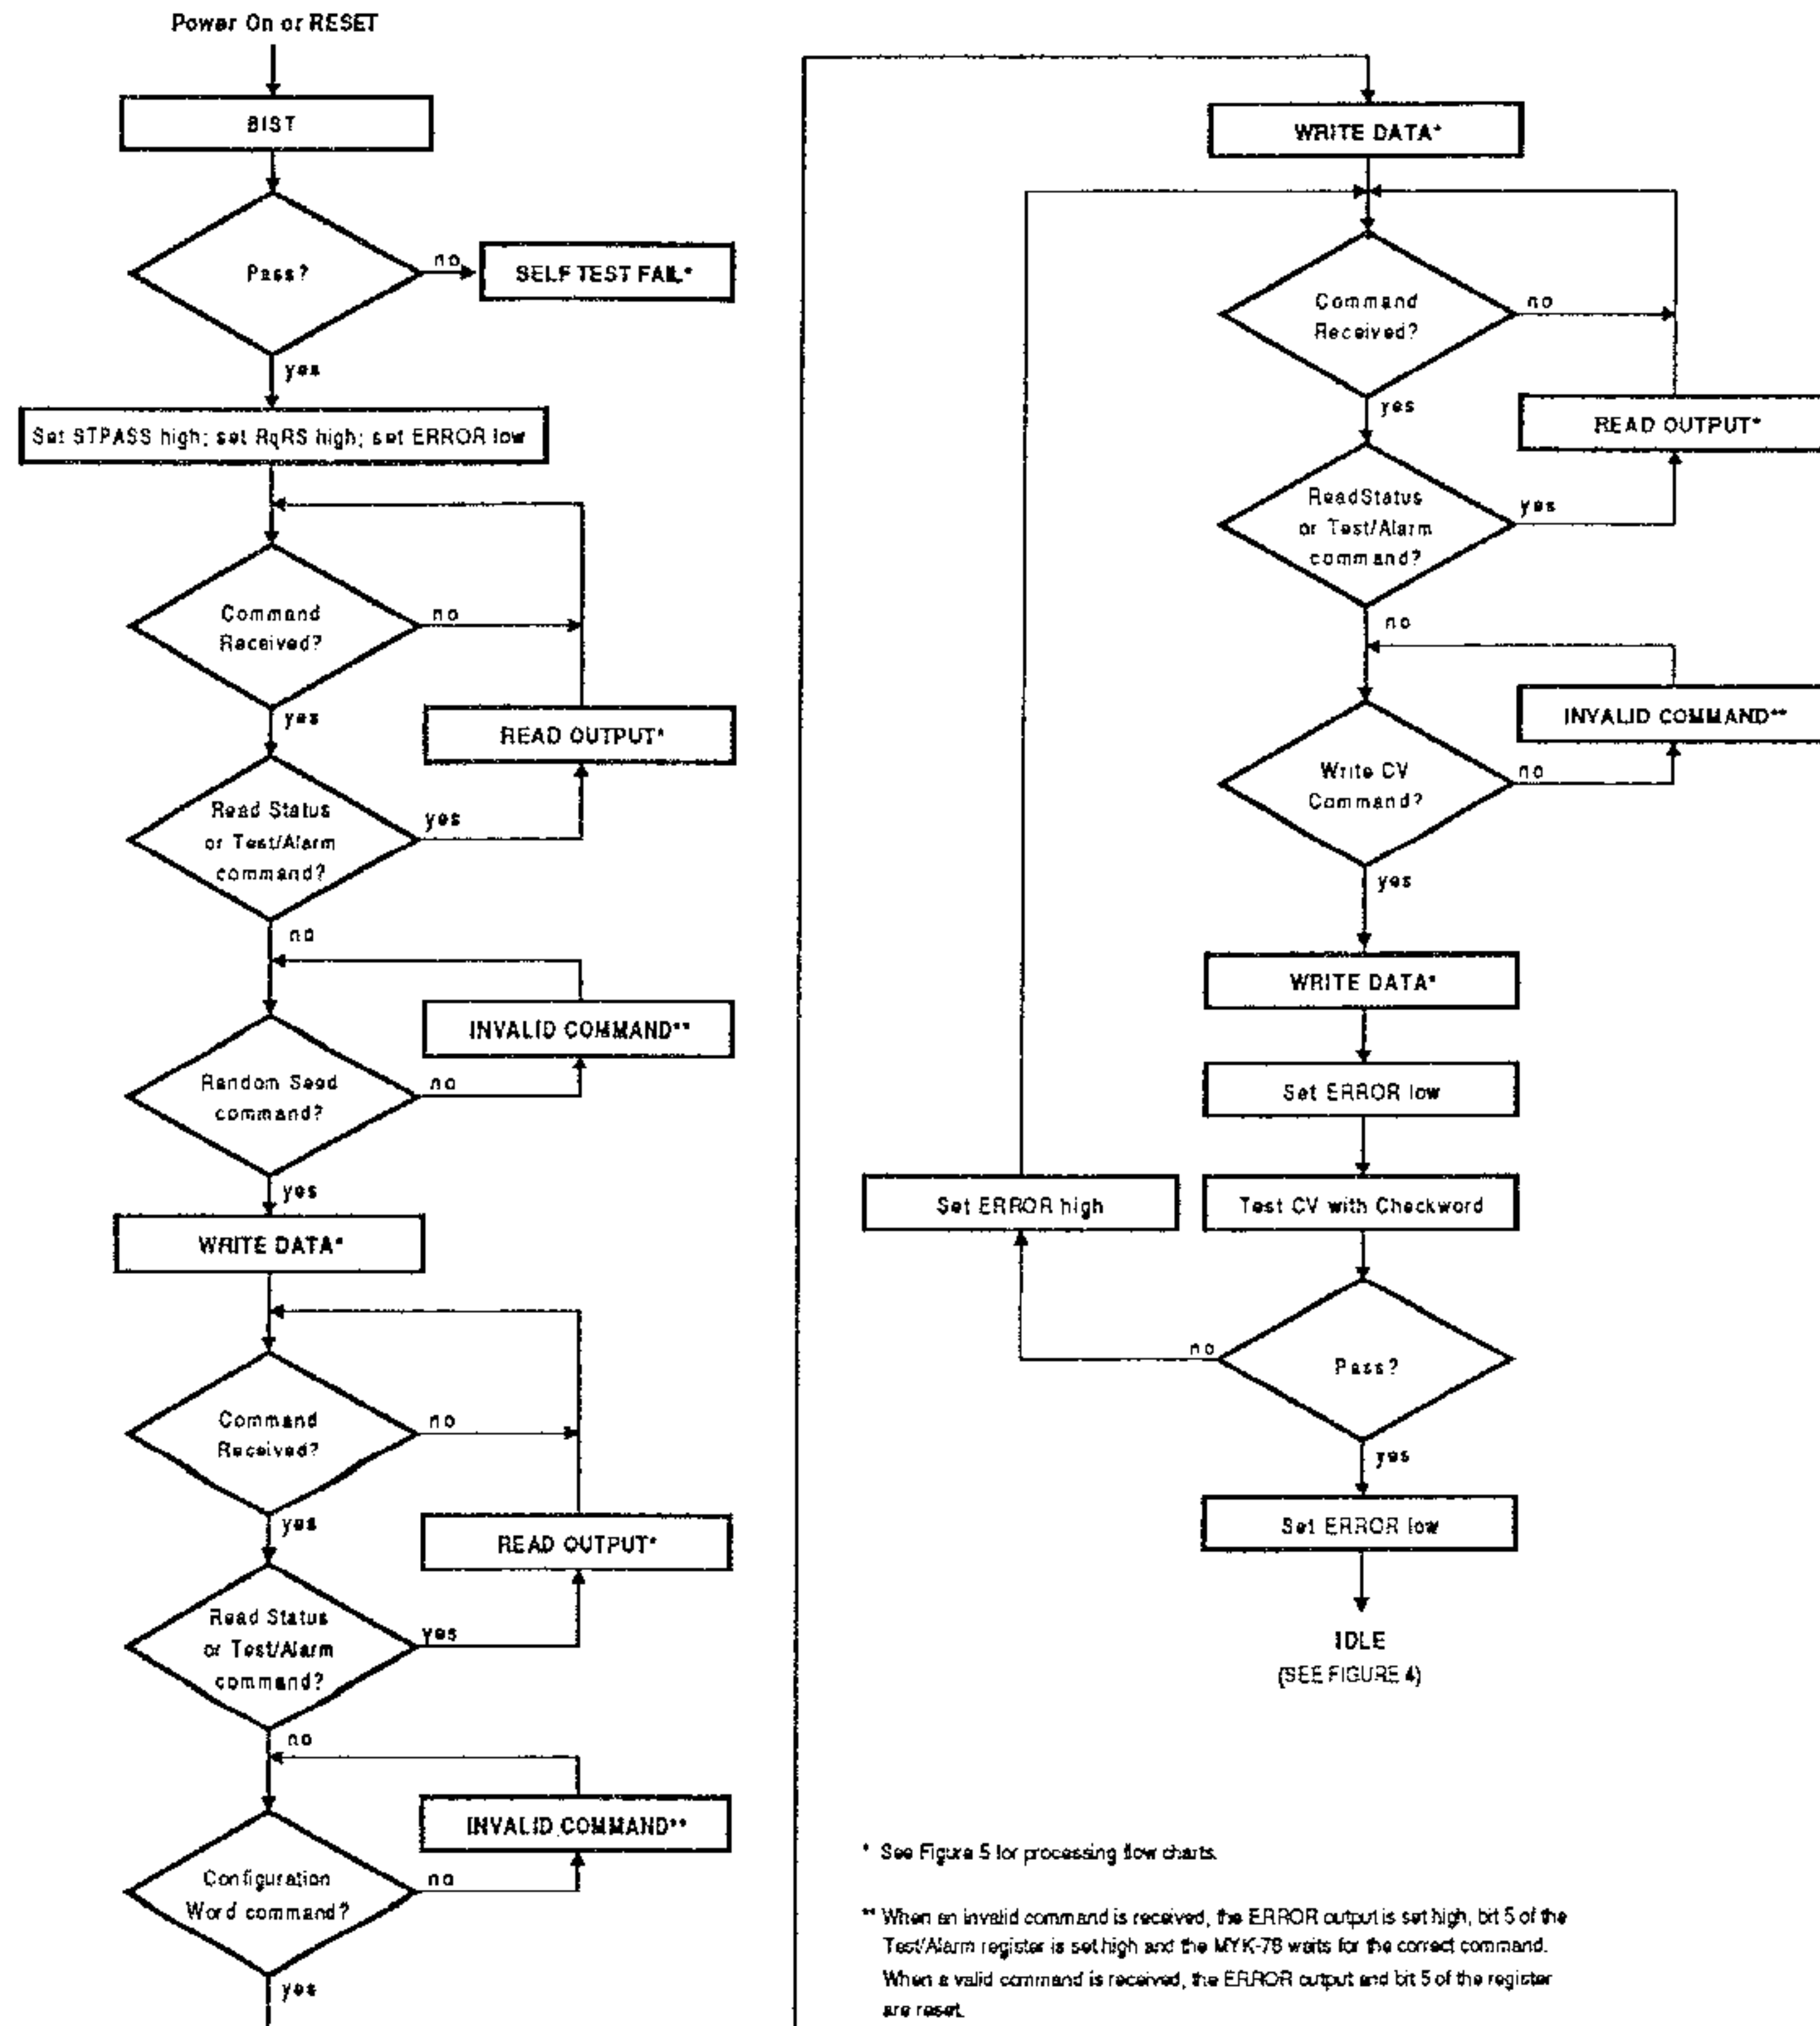 Power On or RESET
BIST
Pass?
no
SELF TEST FAIL*
yes
Set STPASS high; set RqRS high; set ERROR low
Command
Received?
no
yes
READ OUTPUT*
Read Status
or Test/Alarm
command?
yes
no
INVALID COMMAND**
Random Seed
command?
no
yes
WRITE DATA*
Command
Received?
no
yes
READ OUTPUT*
Read Status
or Test/Alarm
command?
yes
no
INVALID COMMAND**
Configuration
Word command?
no
yes
WRITE DATA*
Command
Received?
no
yes
READ OUTPUT*
ReadStatus
or Test/Alarm
command?
yes
no
INVALID COMMAND**
Write CV
Command?
no
yes
WRITE DATA*
Set ERROR low
Set ERROR high
Test CV with Checkword
no
Pass?
yes
Set ERROR low
IDLE
(SEE FIGURE 4)
* See Figure 5 for processing flow charts.
** When an invalid command is received, the ERROR output is set high, bit 5 of the
Test/Alarm register is set high and the MYK-78 waits for the correct command.
When a valid command is received, the ERROR output and bit 5 of the register
are reset.